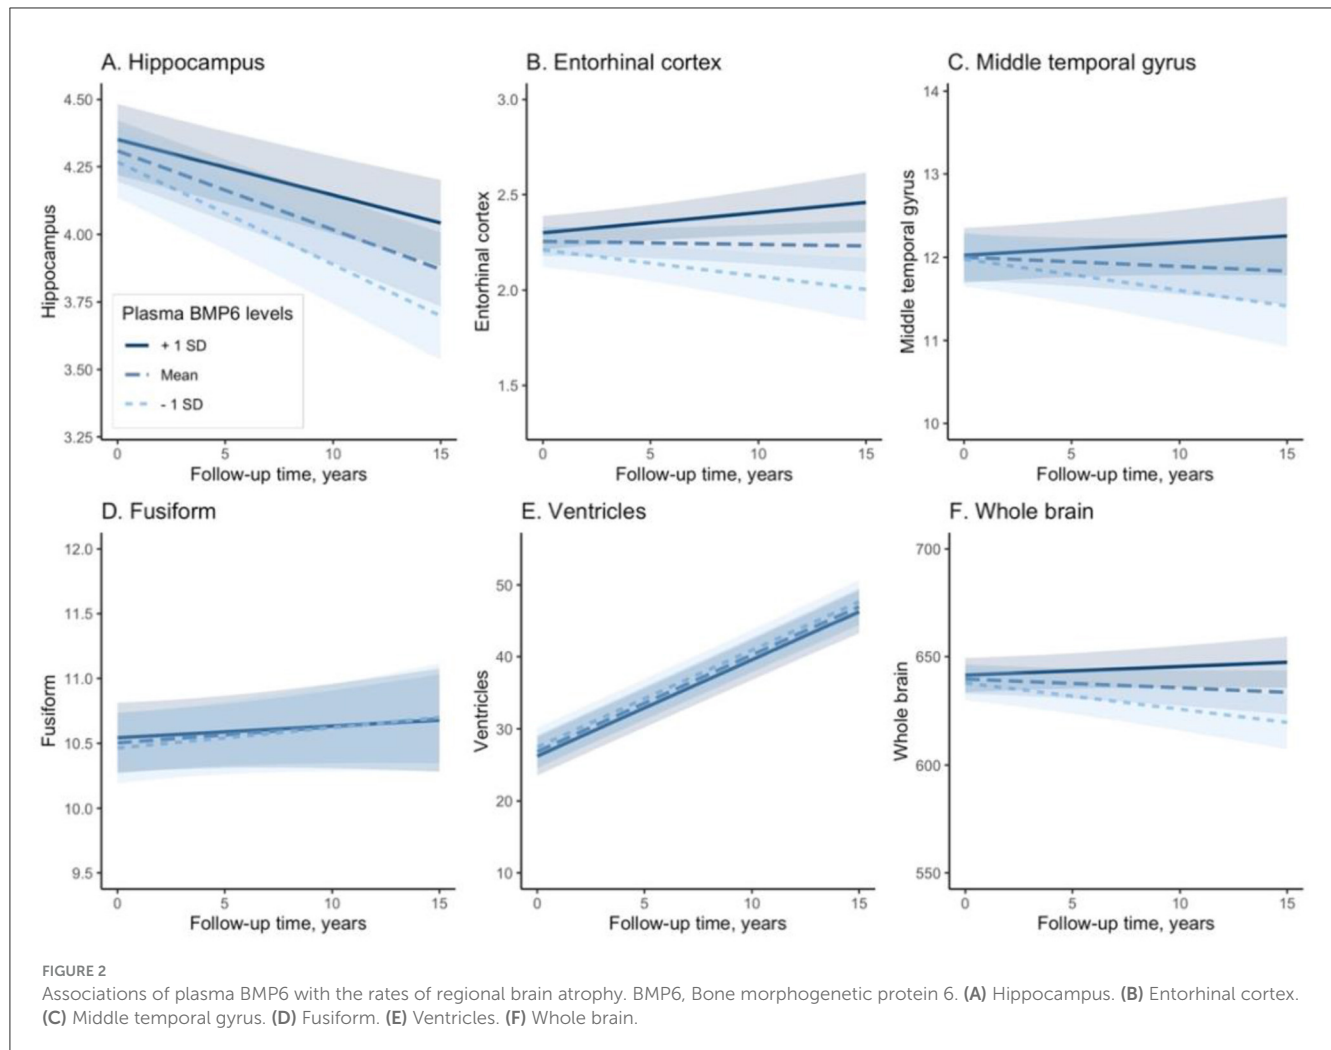 A. Hippocampus
4.50
4.25
4.00
3.75
3.50
3.25
Hippocampus
Plasma BMP6 levels
+ 1 SD
Mean
- 1 SD
0 5 10 15
Follow-up time, years
B. Entorhinal cortex
3.0
2.5
2.0
1.5
Entorhinal cortex
0 5 10 15
Follow-up time, years
C. Middle temporal gyrus
14
13
12
11
10
Middle temporal gyrus
0 5 10 15
Follow-up time, years
D. Fusiform
12.0
11.5
11.0
10.5
10.0
9.5
Fusiform
0 5 10 15
Follow-up time, years
E. Ventricles
50
40
30
20
10
Ventricles
0 5 10 15
Follow-up time, years
F. Whole brain
700
650
600
550
Whole brain
0 5 10 15
Follow-up time, years
FIGURE 2
Associations of plasma BMP6 with the rates of regional brain atrophy. BMP6, Bone morphogenetic protein 6. (A) Hippocampus. (B) Entorhinal cortex.
(C) Middle temporal gyrus. (D) Fusiform. (E) Ventricles. (F) Whole brain.